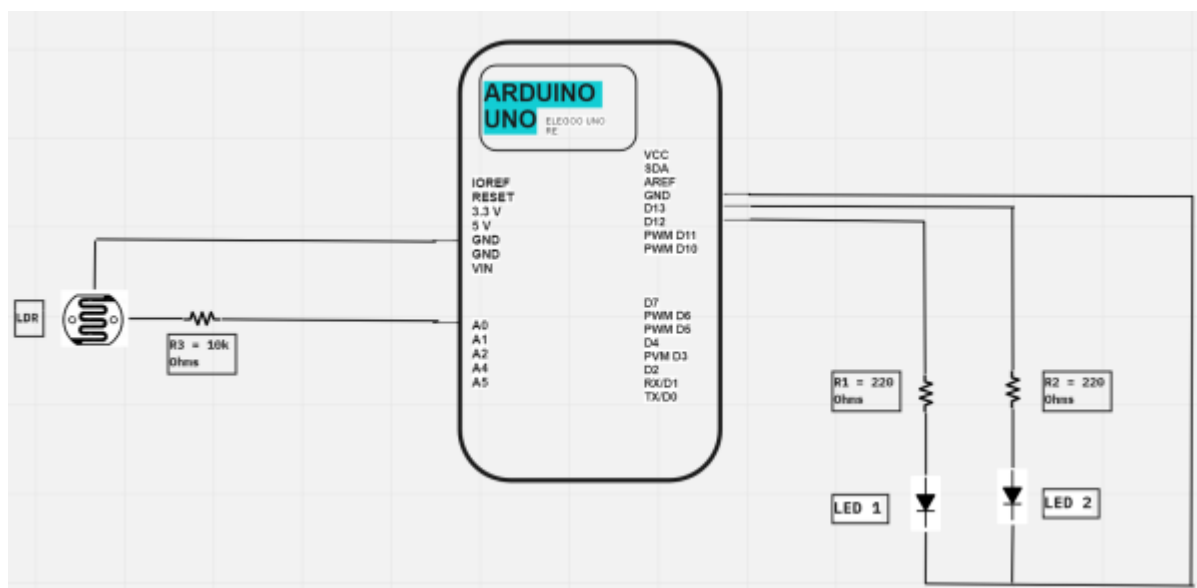 ARDUINO
UNO
ELEGOO UNO
RE
IOREF
RESET
3.3 V
5 V
GND
GND
VIN
A0
A1
A2
A4
A5
VCC
SDA
AREF
GND
D13
D12
PWM D11
PWM D10
D7
PWM D6
PWM D5
D4
PVM D3
D2
RX/D1
TX/D0
LDR
R3 = 10k
Ohms
R1 = 220
Ohms
R2 = 220
Ohms
LED 1
LED 2